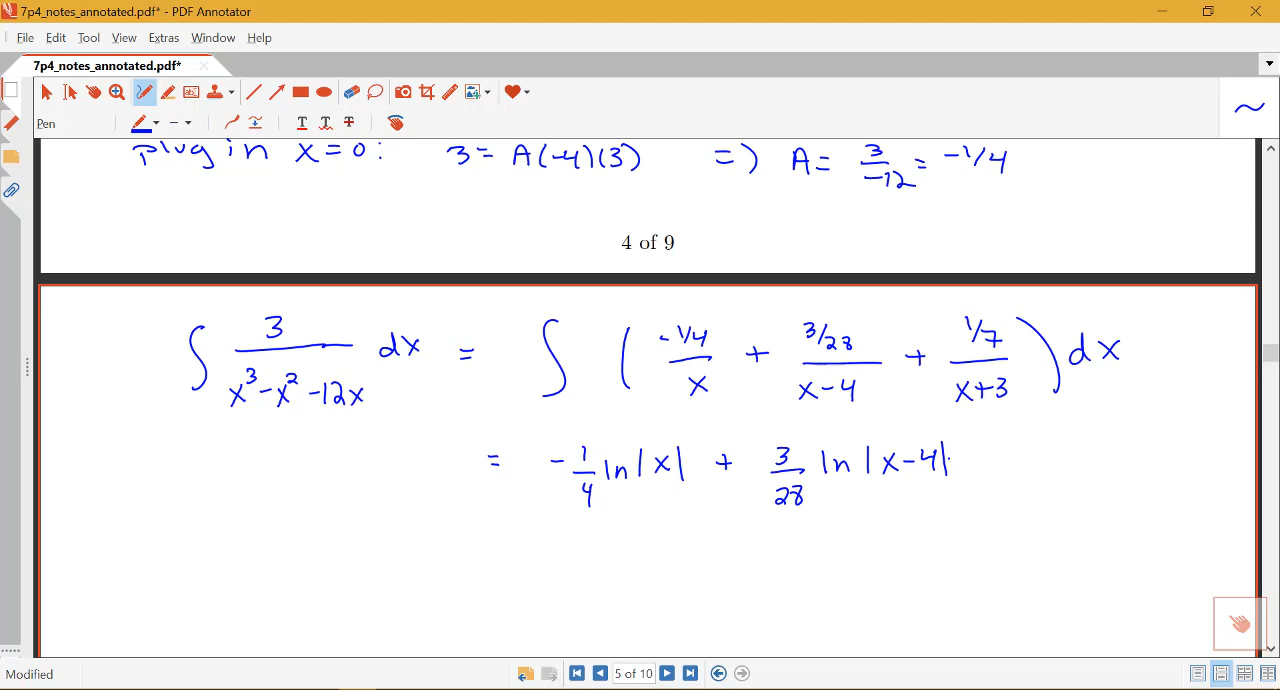 7p4_notes_annotated.pdf* - PDF Annotator
File Edit Tool View Extras Window Help
7p4_notes_annotated.pdf*
Pen
plug in x=0: 3= A(-4)(3) => A= 3/-12 = -1/4
4 of 9
∫ 3/(x³-x²-12x) dx = ∫ ( (-1/4)/x + (3/28)/(x-4) + (1/7)/(x+3) ) dx
= -1/4 ln|x| + 3/28 ln|x-4|
Modified 5 of 10